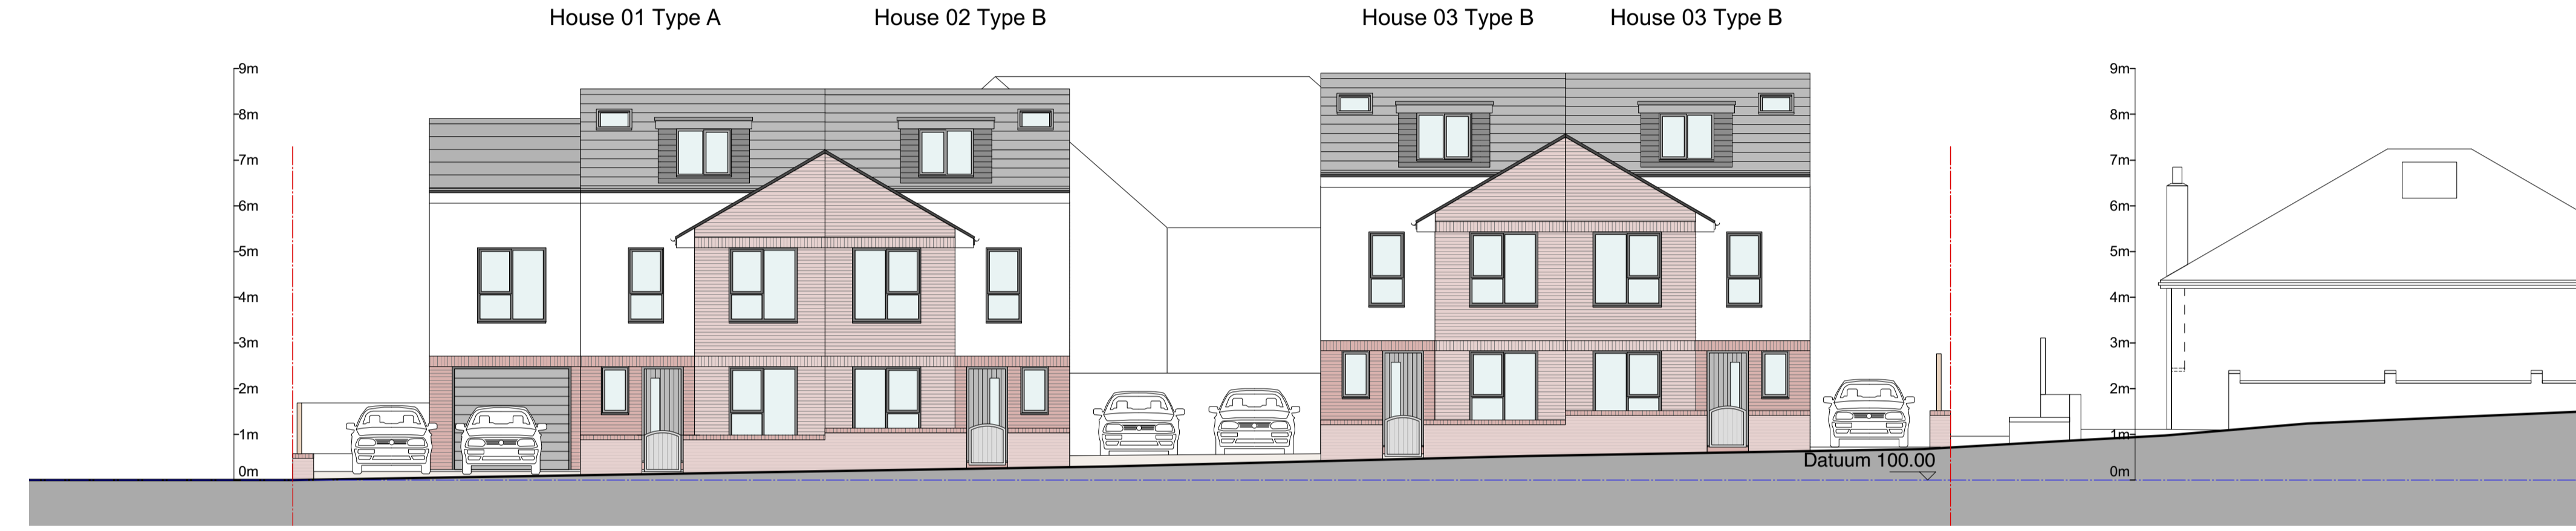 House 01 Type A
House 02 Type B
House 03 Type B
House 03 Type B
9m
8m
7m
6m
5m
4m
3m
2m
1m
0m
Datuum 100.00
9m
8m
7m
6m
5m
4m
3m
2m
1m
0m